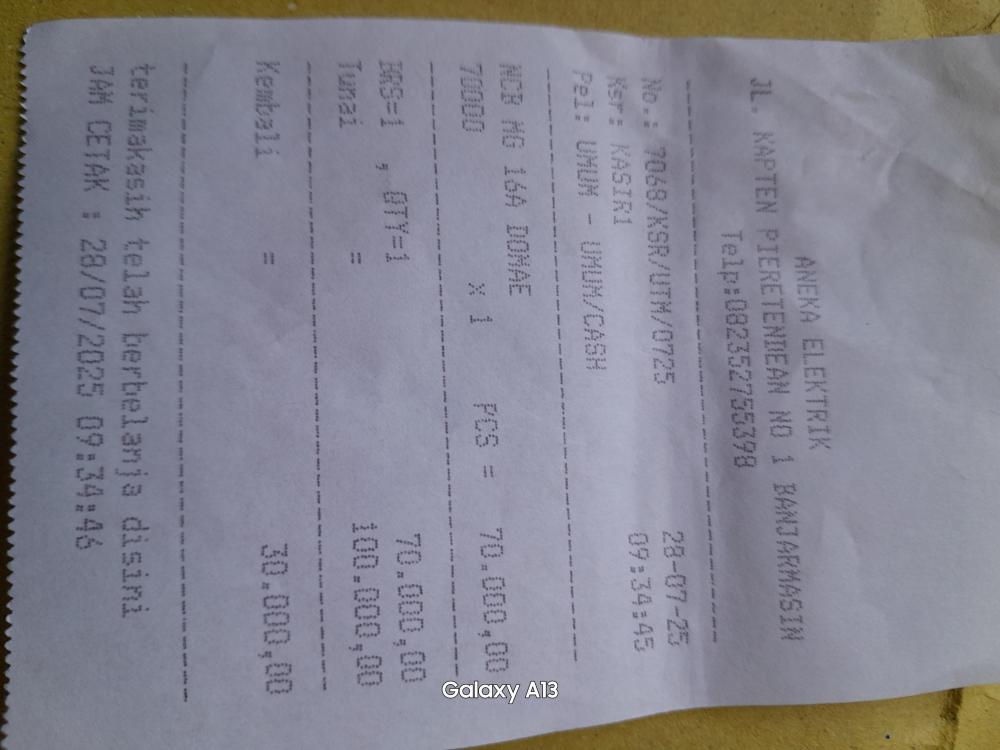 ANEKA ELEKTRIK
JL. KAPTEN PIERETENDEAN NO 1 BANJARMASIN
Telp:082352755398
----------------------------------------
No.: 7068/KSR/UTM/0725 28-07-25
Ksr: KASIR1 09:34:45
Pel: UMUM - UMUM/CASH
----------------------------------------
MCB MG 16A DOMAE
70000 x 1 PCS = 70.000,00
----------------------------------------
BRS=1 , QTY=1 70.000,00
Tunai = 100.000,00
----------------------------------------
Kembali = 30.000,00
----------------------------------------
terimakasih telah berbelanja disini
JAM CETAK : 28/07/2025 09:34:46
Galaxy A13